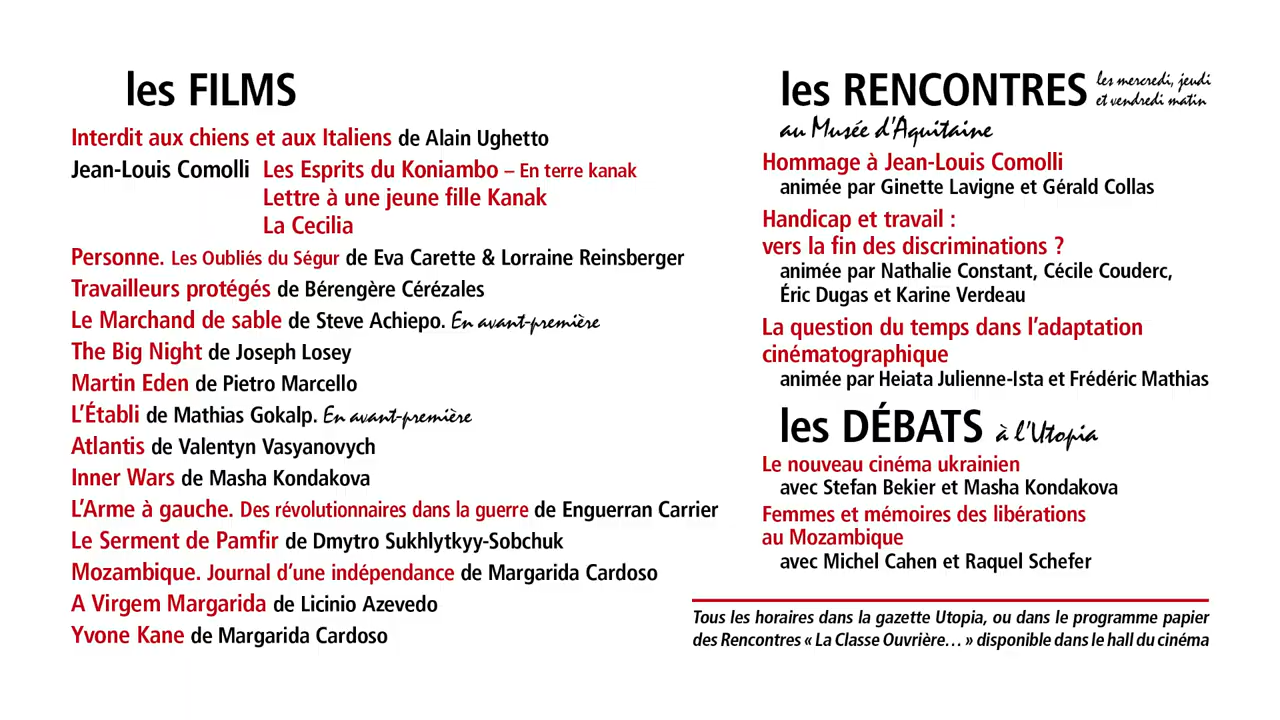 les FILMS
Interdit aux chiens et aux Italiens de Alain Ughetto
Jean-Louis Comolli Les Esprits du Koniambo – En terre kanak
Lettre à une jeune fille Kanak
La Cecilia
Personne. Les Oubliés du Ségur de Eva Carette & Lorraine Reinsberger
Travailleurs protégés de Bérengère Cérézales
Le Marchand de sable de Steve Achiepo. En avant-première
The Big Night de Joseph Losey
Martin Eden de Pietro Marcello
L’Établi de Mathias Gokalp. En avant-première
Atlantis de Valentyn Vasyanovych
Inner Wars de Masha Kondakova
L’Arme à gauche. Des révolutionnaires dans la guerre de Enguerran Carrier
Le Serment de Pamfir de Dmytro Sukhlytkyy-Sobchuk
Mozambique. Journal d’une indépendance de Margarida Cardoso
A Virgem Margarida de Licinio Azevedo
Yvone Kane de Margarida Cardoso
les RENCONTRES les mercredi, jeudi
et vendredi matin
au Musée d’Aquitaine
Hommage à Jean-Louis Comolli
animée par Ginette Lavigne et Gérald Collas
Handicap et travail :
vers la fin des discriminations ?
animée par Nathalie Constant, Cécile Couderc,
Éric Dugas et Karine Verdeau
La question du temps dans l’adaptation
cinématographique
animée par Heiata Julienne-Ista et Frédéric Mathias
les DÉBATS à l’Utopia
Le nouveau cinéma ukrainien
avec Stefan Bekier et Masha Kondakova
Femmes et mémoires des libérations
au Mozambique
avec Michel Cahen et Raquel Schefer
Tous les horaires dans la gazette Utopia, ou dans le programme papier
des Rencontres « La Classe Ouvrière… » disponible dans le hall du cinéma